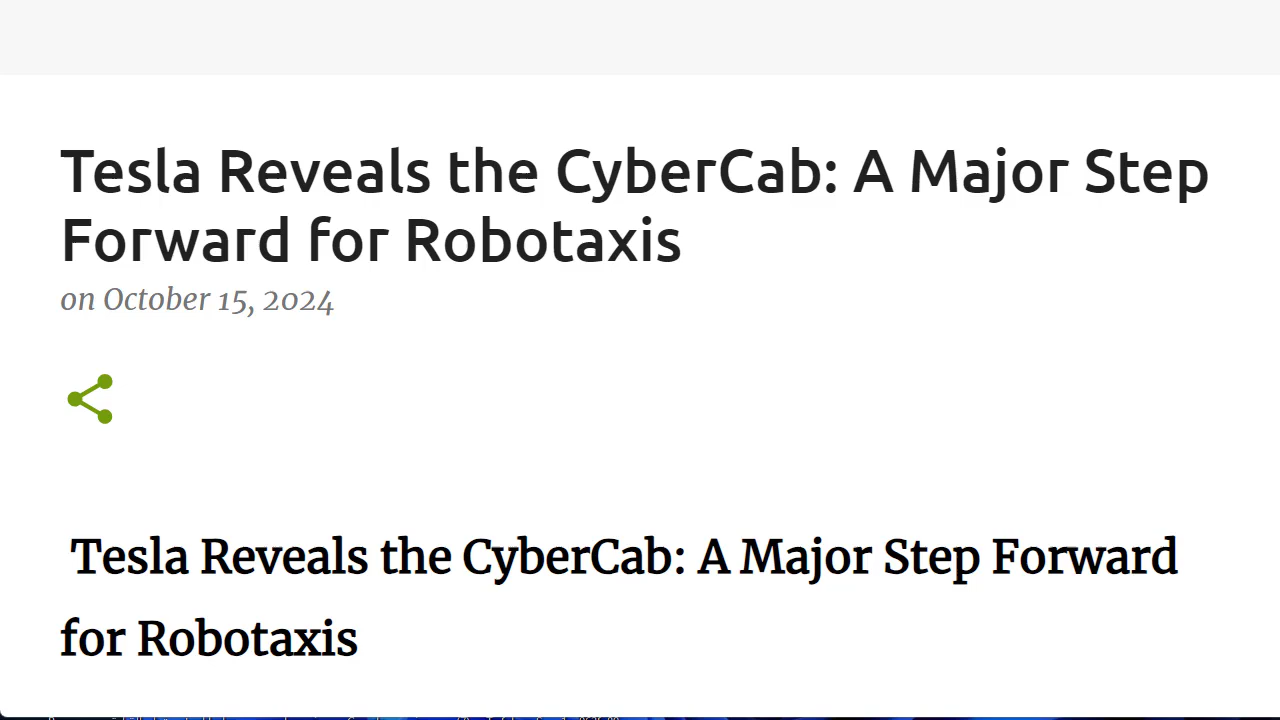 Tesla Reveals the CyberCab: A Major Step
Forward for Robotaxis
on October 15, 2024
Tesla Reveals the CyberCab: A Major Step Forward
for Robotaxis